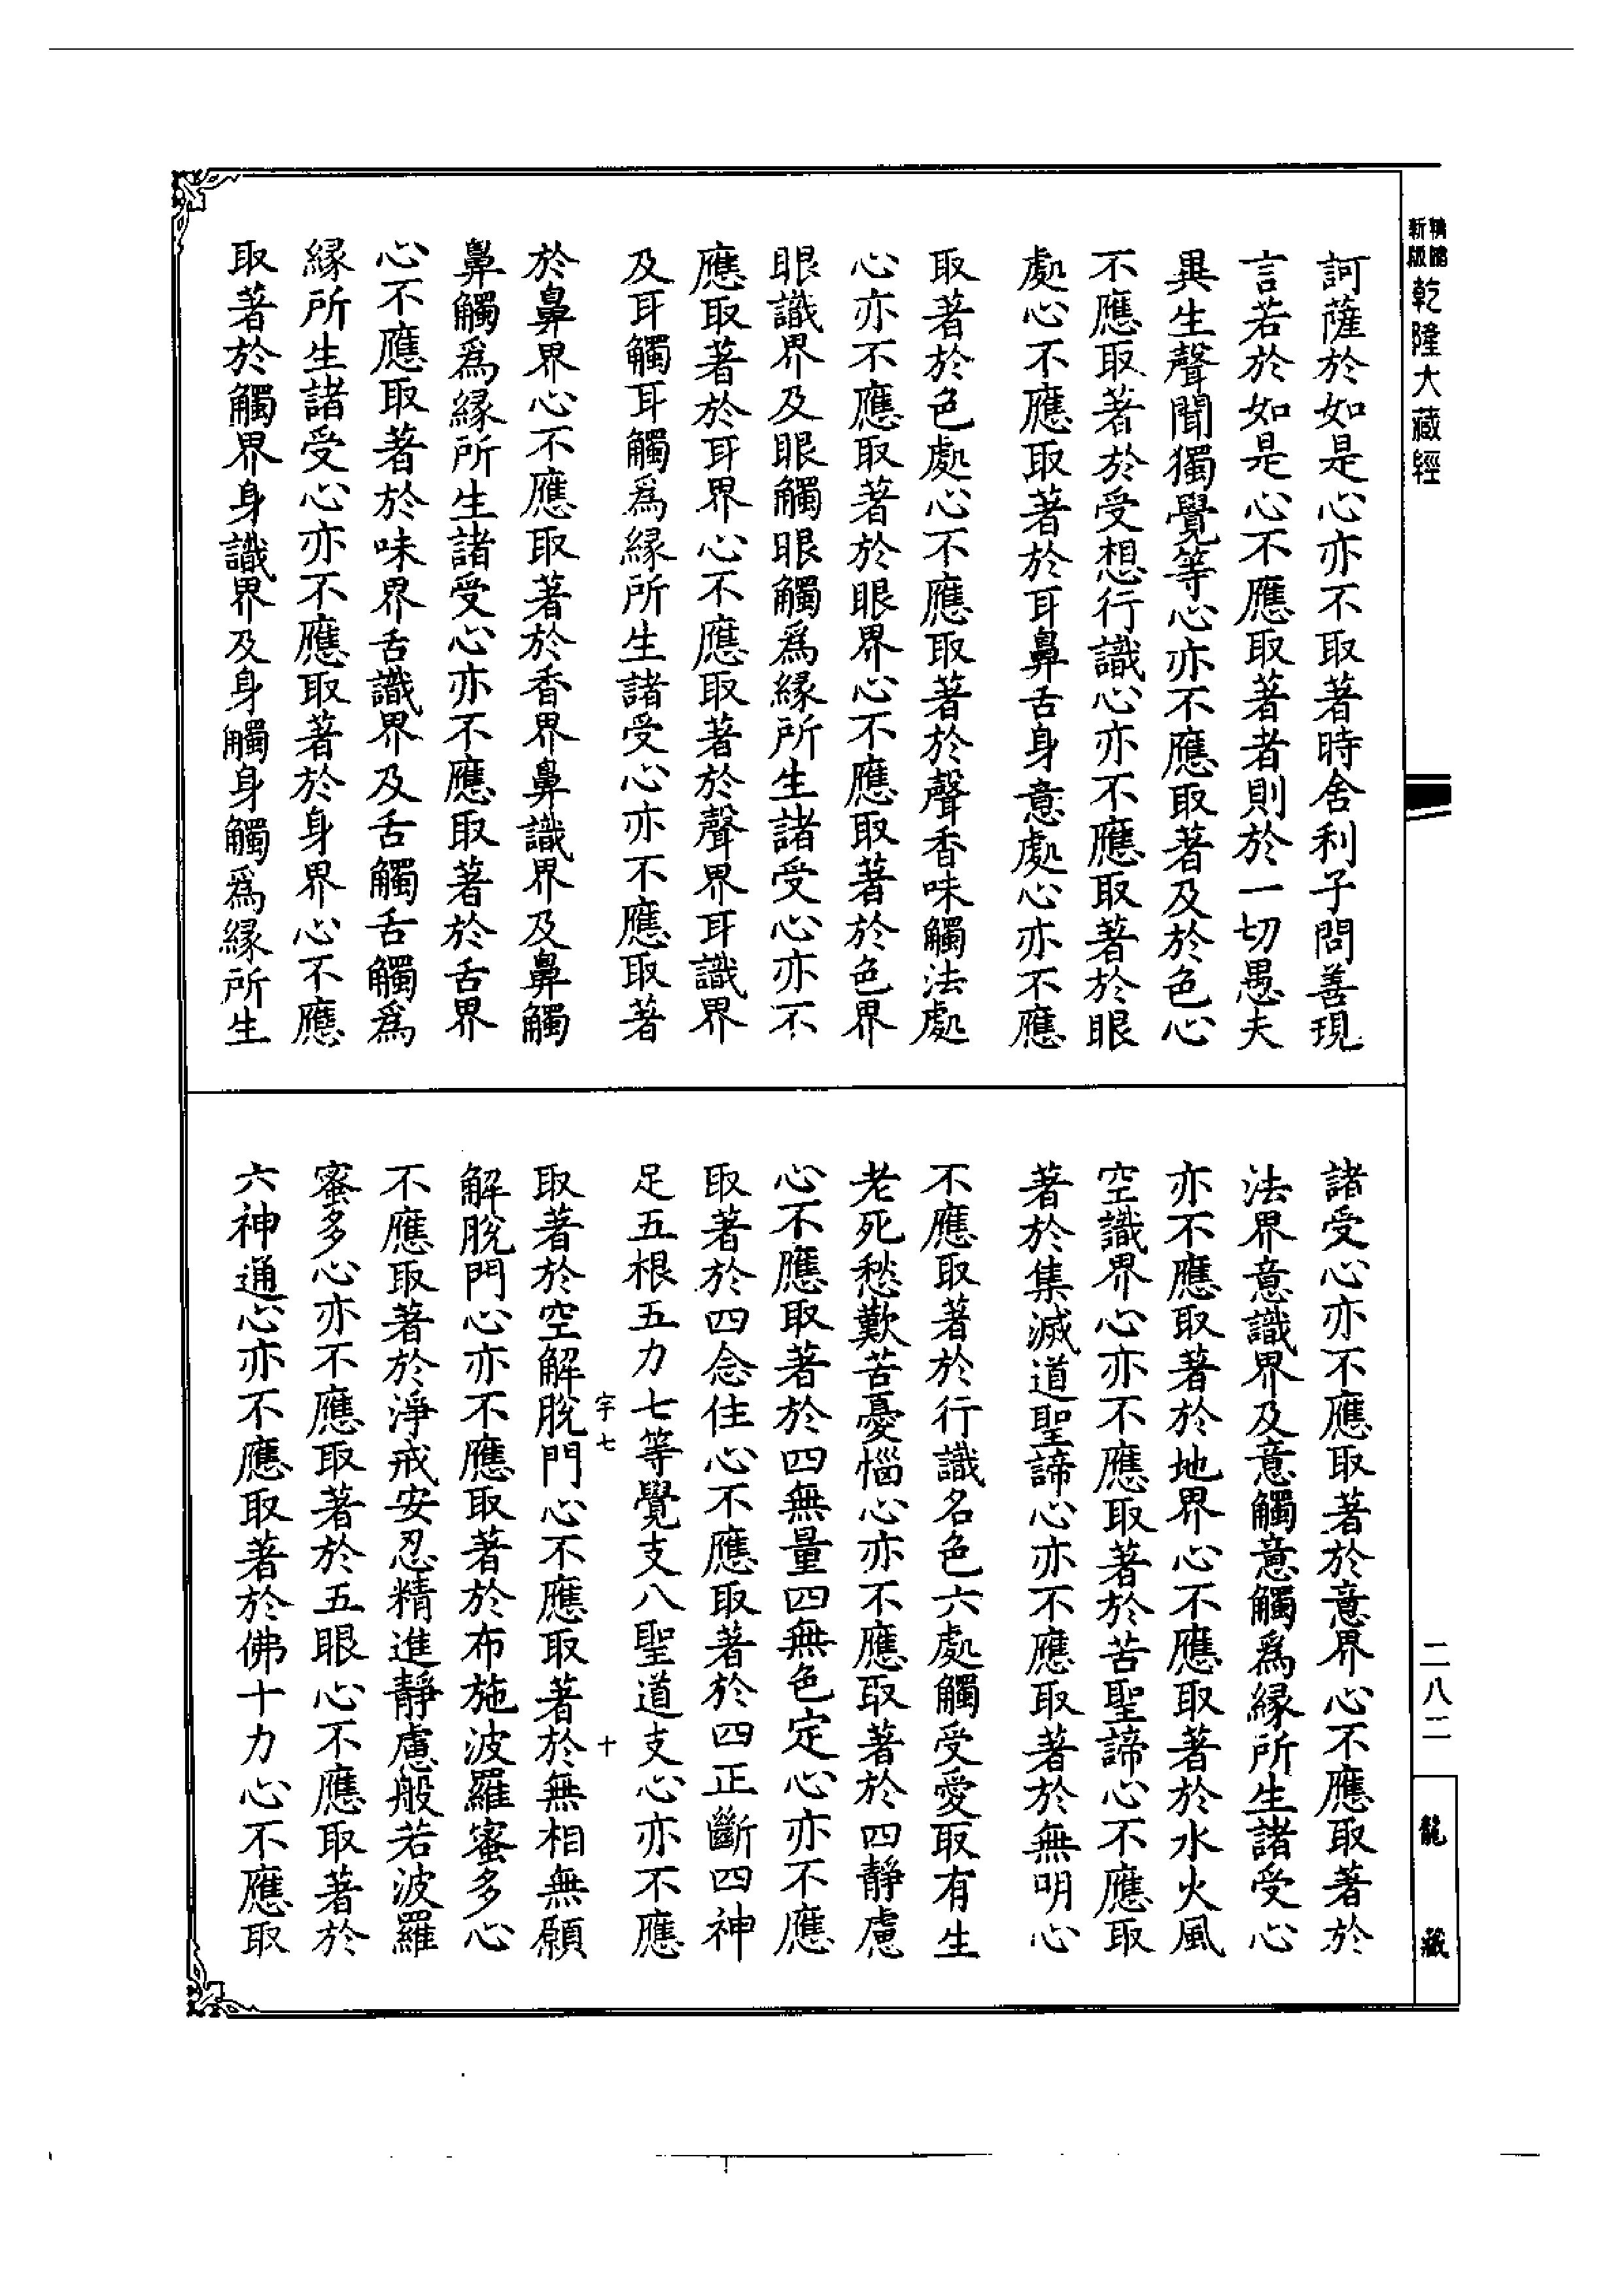 新版
乾隆大藏經
訶薩於如是心亦不取著時舍利子問善現
言若於如是心不應取著者則於一切愚夫
異生聲聞獨覺等心亦不應取著及於色心
不應取著於受想行識心亦不應取著於眼
處心不應取著於耳鼻舌身意處心亦不應
取著於色處心不應取著於聲香味觸法處
心亦不應取著於眼界心不應取著於色界
眼識界及眼觸眼觸爲緣所生諸受心亦不
應取著於耳界心不應取著於聲界耳識界
及耳觸耳觸爲緣所生諸受心亦不應取著
於鼻界心不應取著於香界鼻識界及鼻觸
鼻觸爲緣所生諸受心亦不應取著於舌界
心不應取著於味界舌識界及舌觸舌觸爲
緣所生諸受心亦不應取著於身界心不應
取著於觸界身識界及身觸身觸爲緣所生
諸受心亦不應取著於意界心不應取著於
法界意識界及意觸意觸爲緣所生諸受心
亦不應取著於地界心不應取著於水火風
空識界心亦不應取著於苦聖諦心不應取
著於集滅道聖諦心亦不應取著於無明心
不應取著於行識名色六處觸受愛取有生
老死愁歎苦憂惱心亦不應取著於四靜慮
心不應取著於四無量四無色定心亦不應
取著於四念住心不應取著於四正斷四神
足五根五力七等覺支八聖道支心亦不應
宇七 十
取著於空解脫門心不應取著於無相無願
解脫門心亦不應取著於布施波羅蜜多心
不應取著於淨戒安忍精進靜慮般若波羅
蜜多心亦不應取著於五眼心不應取著於
六神通心亦不應取著於佛十力心不應取
二八二
龍藏